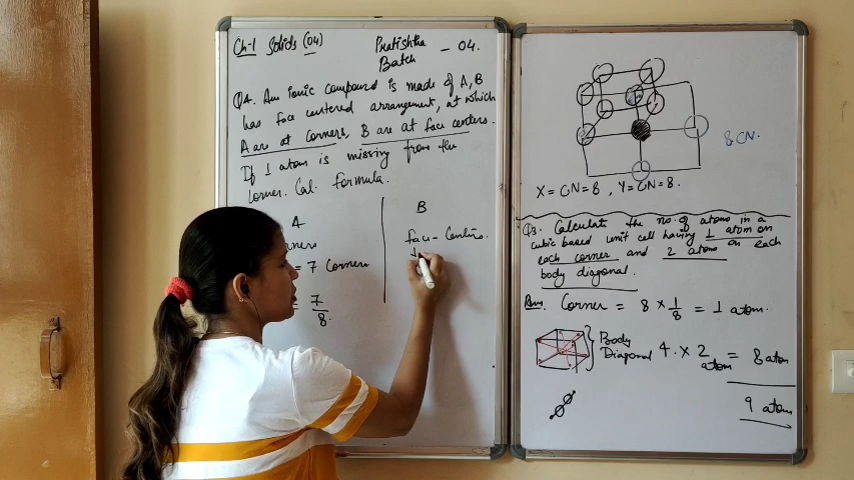 Ch-1 Solids (04)
Pratishtha
Batch - 04.
Q4. An ionic compound is made of A, B
has face centered arrangement, at which
A are at corners, B are at face centers.
If 1 atom is missing from the
corner. Cal. Formula.
A
= 7 Corners
= 7/8.
B
face - Centers.
8 CN.
X = CN = 8 , Y = CN = 8.
Q3. Calculate the no. of atoms in a
cubic based unit cell having 1 atom on
each corner and 2 atoms on each
body diagonal.
Ans. Corner = 8 × 1/8 = 1 atom.
Body
Diagonal 4 . × 2 atom = 8 atom
9 atom